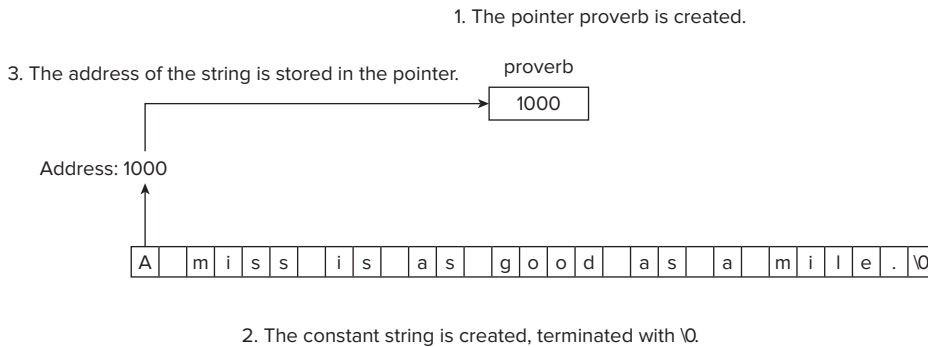 1. The pointer proverb is created.
3. The address of the string is stored in the pointer.
proverb
1000
Address: 1000
A miss is as good as a mile.\0
2. The constant string is created, terminated with \0.